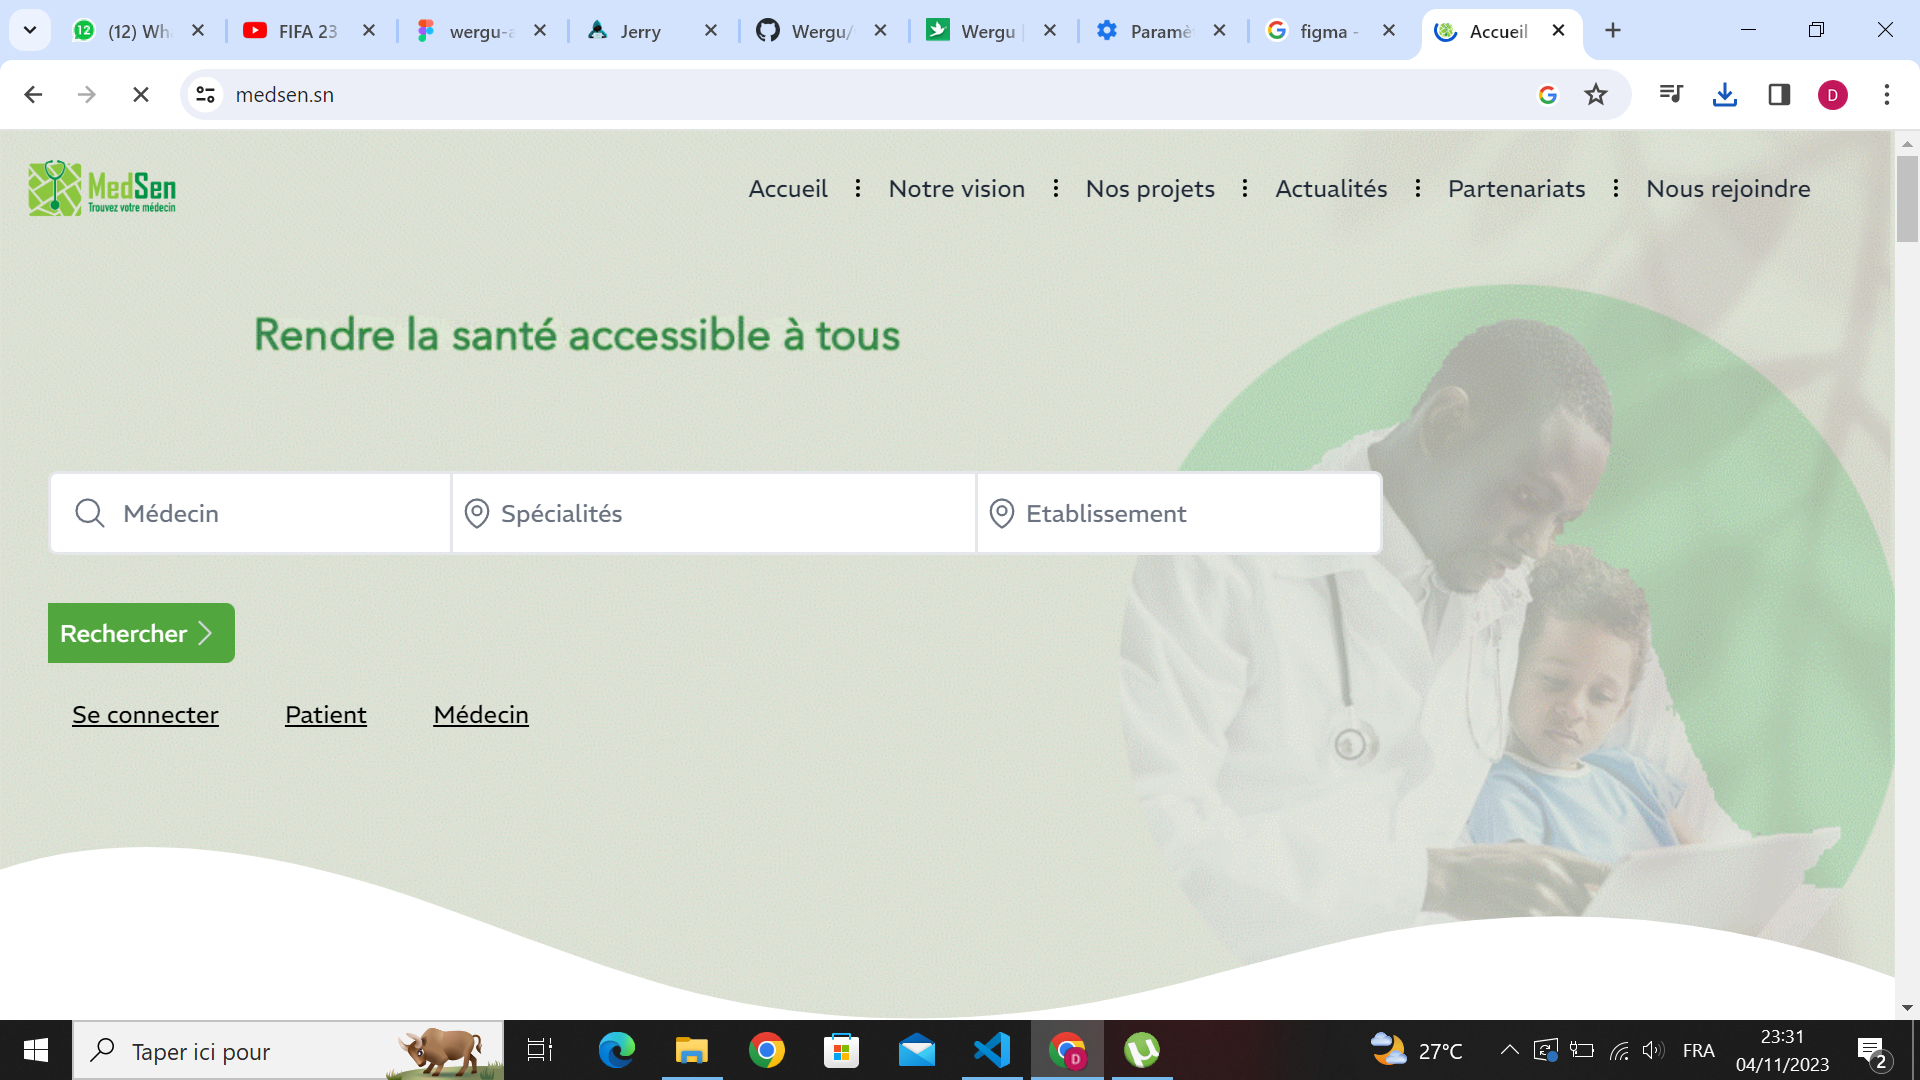 12
(12) Wh
FIFA 23
wergu-a
Jerry
Wergu/
Wergu
Paramè
figma -
Accueil
medsen.sn
D
MedSen
Trouvez votre médecin
Accueil
Notre vision
Nos projets
Actualités
Partenariats
Nous rejoindre
Rendre la santé accessible à tous
Médecin
Spécialités
Etablissement
Rechercher
Se connecter
Patient
Médecin
Taper ici pour
D
27°C
FRA
23:31
04/11/2023
2